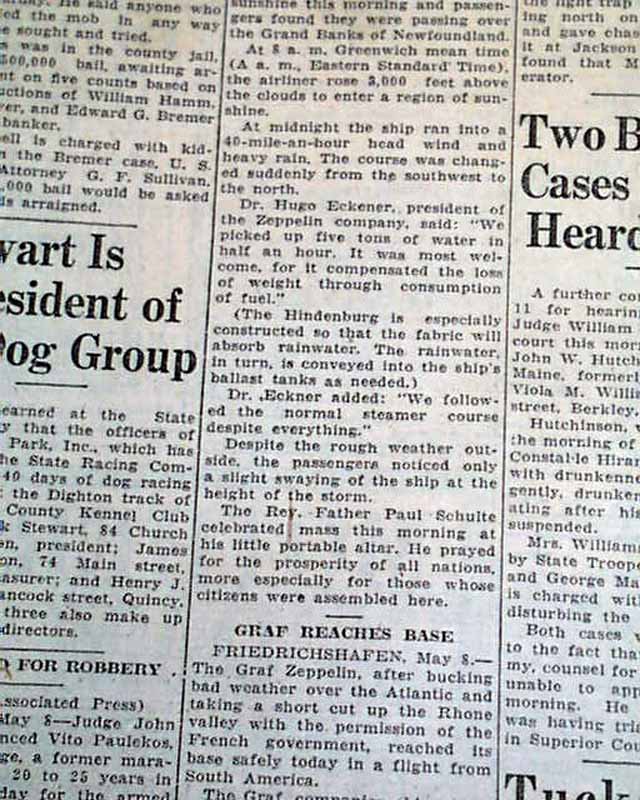 He said anyone who
the mob in any way
sought and tried.
was in the county jail,
500,000 bail, awaiting ar-
on five counts based on
uctions of William Hamm,
and Edward G. Bremer
banker.
ell is charged with kid-
n the Bremer case, U. S.
Attorney G. F. Sullivan.
,000 bail would be asked
is arraigned.
wart Is
esident of
Dog Group
earned at the State
y that the officers of
Park, Inc., which has
he State Racing Com-
40 days of dog racing
the Dighton track of
County Kennel Club
k Stewart, 84 Church
en, president; James
on, 74 Main street,
asurer; and Henry J.
ancock street, Quincy.
three also make up
directors.
FOR ROBBERY
ssociated Press)
May 8—Judge John
nced Vito Paulekos,
ge, a former mara-
20 to 25 years in
day for the armed
sunshine this morning and passen-
gers found they were passing over
the Grand Banks of Newfoundland.
At 8 a. m. Greenwich mean time
(A a. m., Eastern Standard Time),
the airliner rose 3,000 feet above
the clouds to enter a region of sun-
shine.
At midnight the ship ran into a
40-mile-an-hour head wind and
heavy rain. The course was chang-
ed suddenly from the southwest to
the north.
Dr. Hugo Eckener, president of
the Zeppelin company, said: "We
picked up five tons of water in
half an hour. It was most wel-
come, for it compensated the loss
of weight through consumption
of fuel."
(The Hindenburg is especially
constructed so that the fabric will
absorb rainwater. The rainwater,
in turn, is conveyed into the ship's
ballast tanks as needed.)
Dr. Eckner added: "We follow-
ed the normal steamer course
despite everything."
Despite the rough weather out-
side, the passengers noticed only
a slight swaying of the ship at the
height of the storm.
The Rev. Father Paul Schulte
celebrated mass this morning at
his little portable altar. He prayed
for the prosperity of all nations,
more especially for those whose
citizens were assembled here.
GRAF REACHES BASE
FRIEDRICHSHAFEN, May 8.—
The Graf Zeppelin, after bucking
bad weather over the Atlantic and
taking a short cut up the Rhone
valley with the permission of the
French government, reached its
base safely today in a flight from
South America.
The Graf
the light trap
ing north on
and gave chas
it at Jackson
found that M
erator.
Two B
Cases
Heard
A further co
11 for hearin
Judge William
court this morn
John W. Hutch
Maine, formerl
Viola M. Willi
street, Berkley.
Hutchinson, w
the morning of
Constable Hiram
with drunkenne
gently, drunken
ating after his
suspended.
Mrs. William
by State Troope
and George Ma
is charged with
disturbing the
Both cases
to the fact tha
my, counsel for
unable to app
morning. He
was having tria
in Superior Cou
Tuck